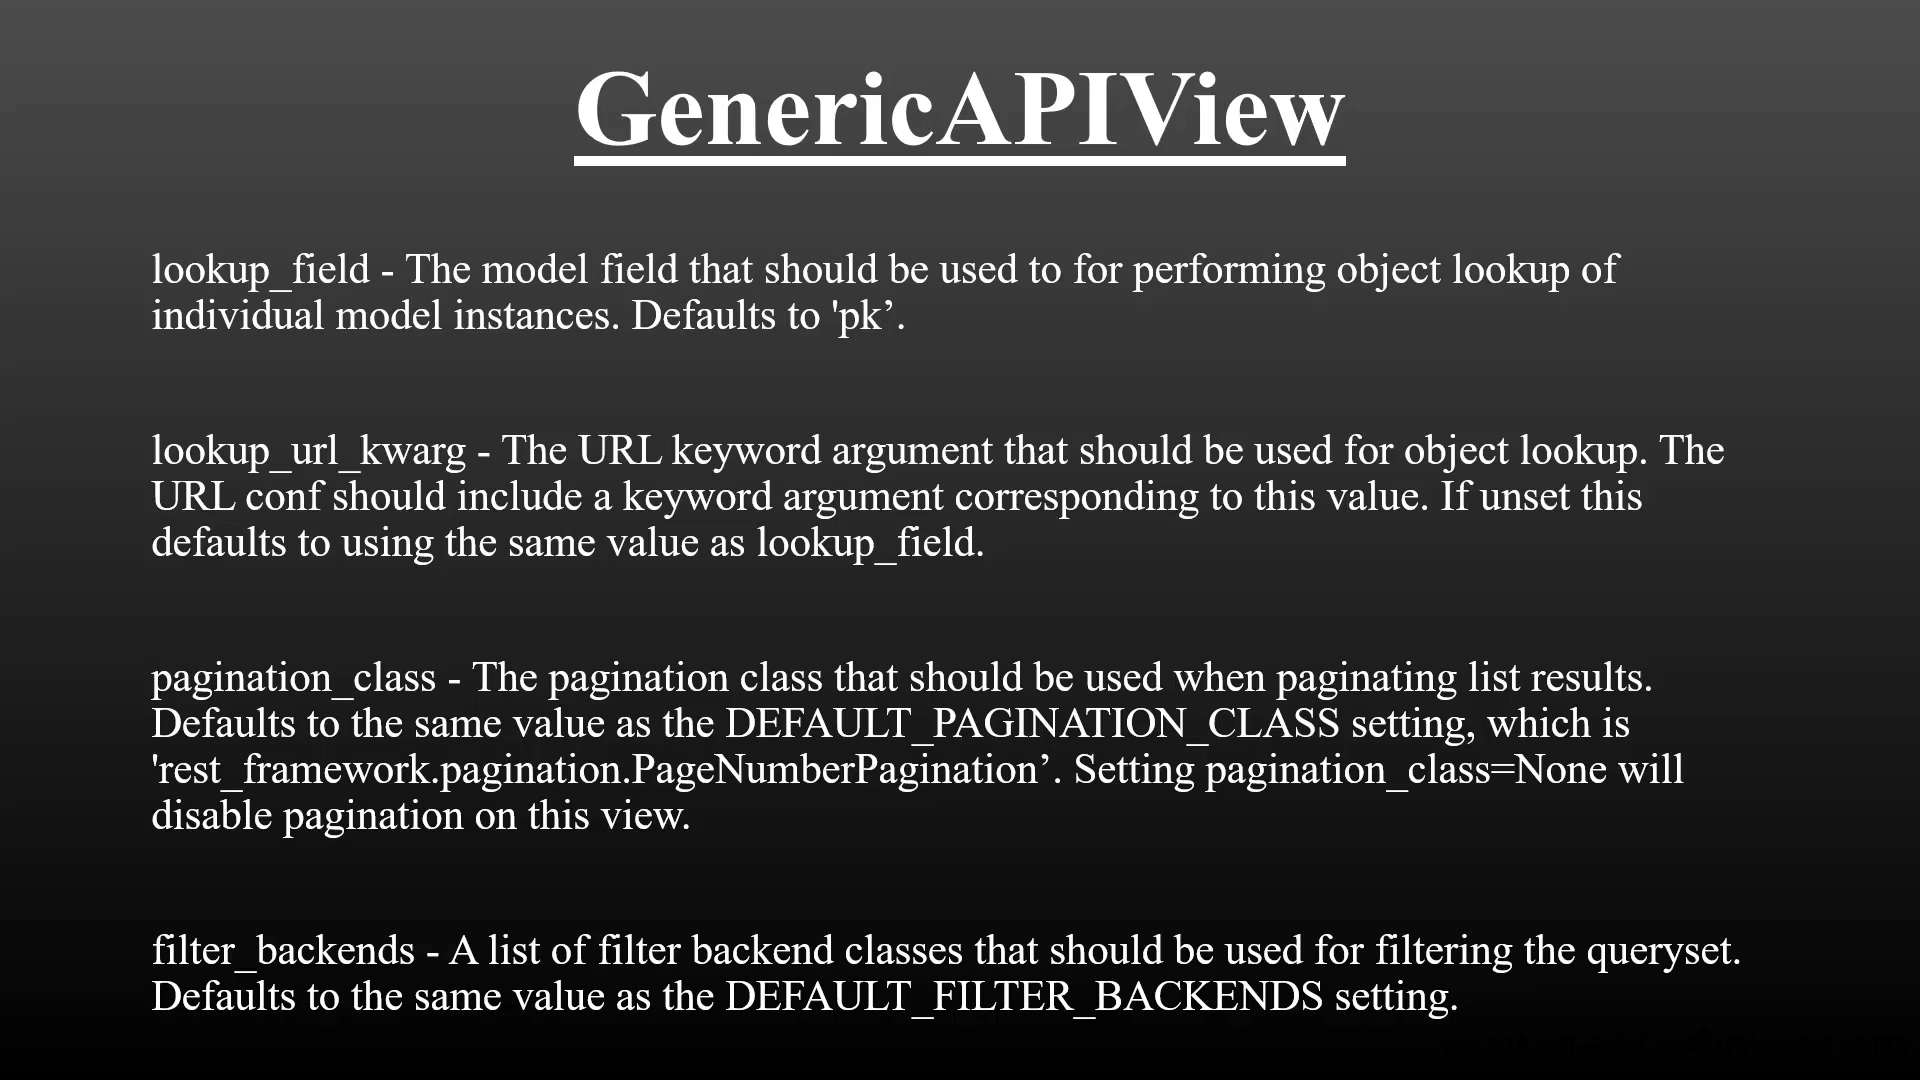 GenericAPIView
lookup_field - The model field that should be used to for performing object lookup of
individual model instances. Defaults to 'pk’.
lookup_url_kwarg - The URL keyword argument that should be used for object lookup. The
URL conf should include a keyword argument corresponding to this value. If unset this
defaults to using the same value as lookup_field.
pagination_class - The pagination class that should be used when paginating list results.
Defaults to the same value as the DEFAULT_PAGINATION_CLASS setting, which is
'rest_framework.pagination.PageNumberPagination’. Setting pagination_class=None will
disable pagination on this view.
filter_backends - A list of filter backend classes that should be used for filtering the queryset.
Defaults to the same value as the DEFAULT_FILTER_BACKENDS setting.